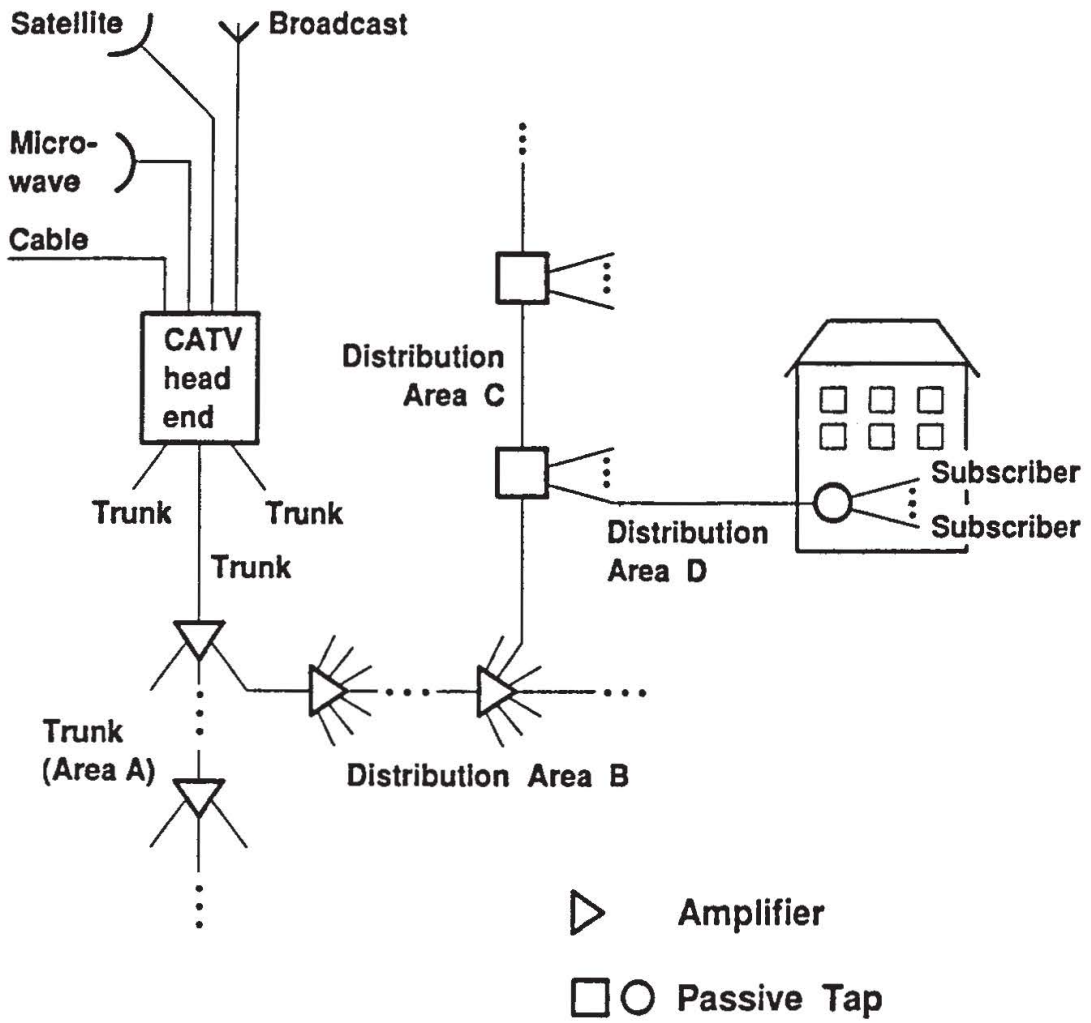 Satellite
Broadcast
Micro-
wave
Cable
CATV
head
end
Distribution
Area C
Trunk
Trunk
Trunk
Subscriber
Subscriber
Distribution
Area D
Trunk
(Area A)
Distribution Area B
Amplifier
Passive Tap